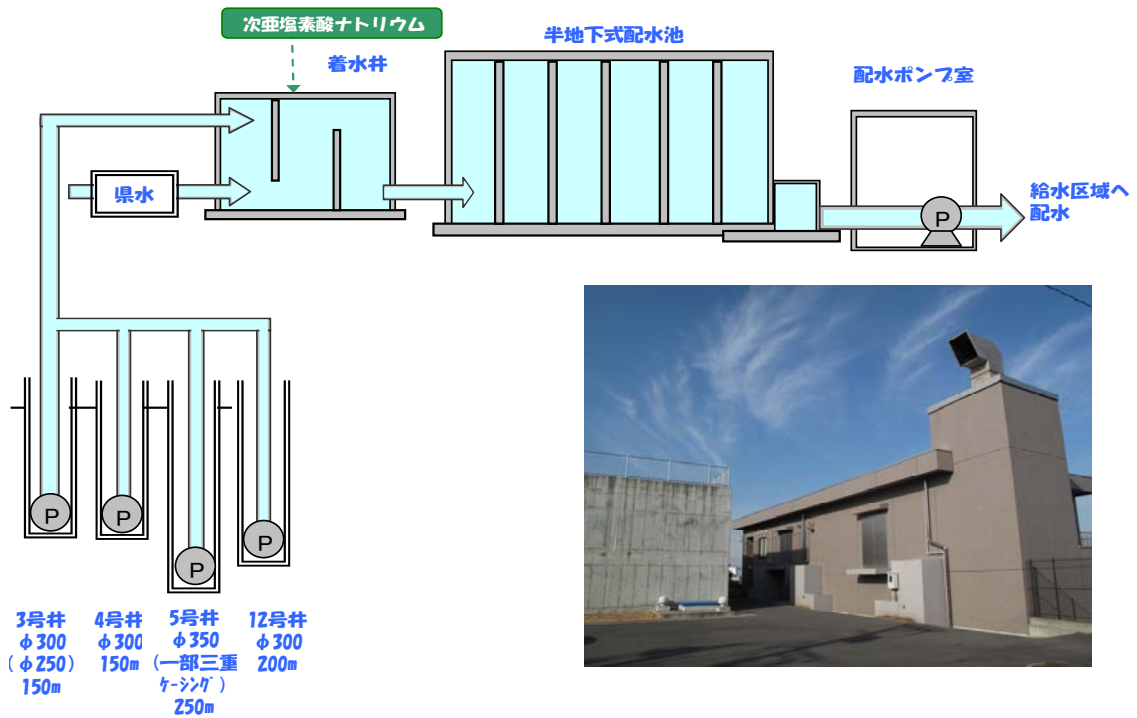 次亜塩素酸ナトリウム
着水井
半地下式配水池
配水ポンプ室
県水
P
給水区域へ
配水
P
P
P
P
3号井
φ300
(φ250)
150m
4号井
φ300
150m
5号井
φ350
(一部三重
ケーシング)
250m
12号井
φ300
200m